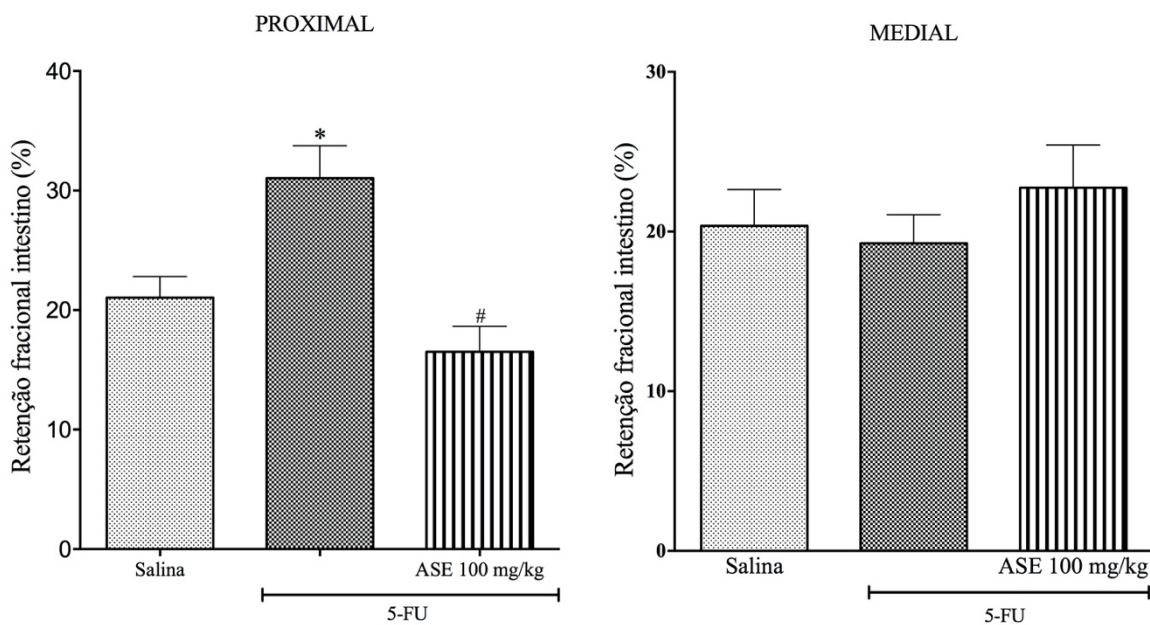 PROXIMAL
Retenção fracional intestino (%)
40
30
20
10
0
*
#
Salina
ASE 100 mg/kg
5-FU
MEDIAL
Retenção fracional intestino (%)
30
20
10
0
Salina
ASE 100 mg/kg
5-FU